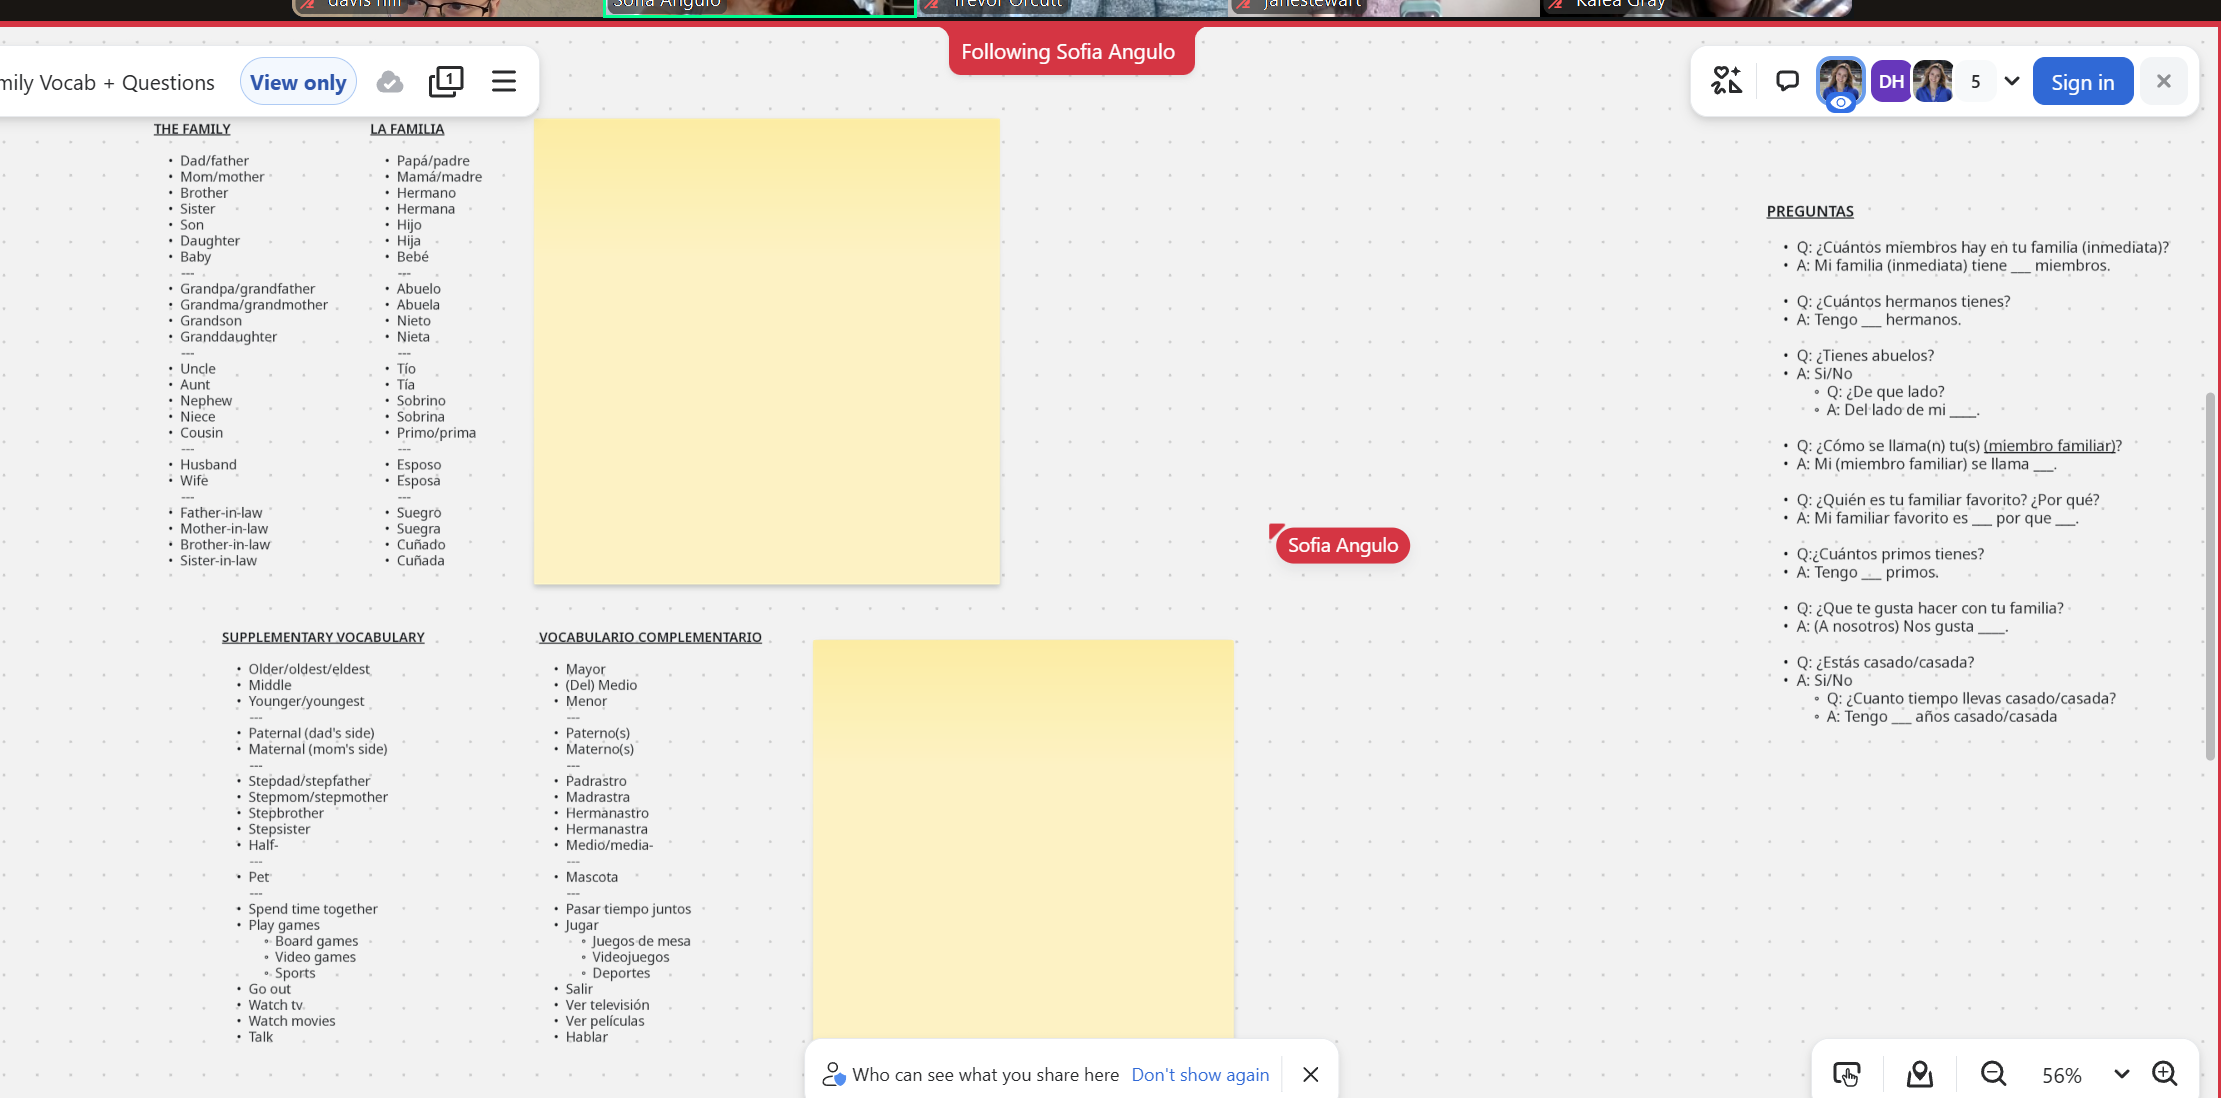 davis hill
Sofia Angulo
Trevor Orcutt
janestewart
Kalea Gray
Following Sofia Angulo
mily Vocab + Questions
View only
1
DH
5
Sign in
THE FAMILY
• Dad/father
• Mom/mother
• Brother
• Sister
• Son
• Daughter
• Baby
---
• Grandpa/grandfather
• Grandma/grandmother
• Grandson
• Granddaughter
---
• Uncle
• Aunt
• Nephew
• Niece
• Cousin
---
• Husband
• Wife
---
• Father-in-law
• Mother-in-law
• Brother-in-law
• Sister-in-law
LA FAMILIA
• Papá/padre
• Mamá/madre
• Hermano
• Hermana
• Hijo
• Hija
• Bebé
---
• Abuelo
• Abuela
• Nieto
• Nieta
---
• Tío
• Tía
• Sobrino
• Sobrina
• Primo/prima
---
• Esposo
• Esposa
---
• Suegro
• Suegra
• Cuñado
• Cuñada
Sofia Angulo
SUPPLEMENTARY VOCABULARY
• Older/oldest/eldest
• Middle
• Younger/youngest
---
• Paternal (dad's side)
• Maternal (mom's side)
---
• Stepdad/stepfather
• Stepmom/stepmother
• Stepbrother
• Stepsister
• Half-
---
• Pet
---
• Spend time together
• Play games
◦ Board games
◦ Video games
◦ Sports
• Go out
• Watch tv
• Watch movies
• Talk
VOCABULARIO COMPLEMENTARIO
• Mayor
• (Del) Medio
• Menor
---
• Paterno(s)
• Materno(s)
---
• Padrastro
• Madrastra
• Hermanastro
• Hermanastra
• Medio/media-
---
• Mascota
---
• Pasar tiempo juntos
• Jugar
◦ Juegos de mesa
◦ Videojuegos
◦ Deportes
• Salir
• Ver televisión
• Ver películas
• Hablar
PREGUNTAS
• Q: ¿Cuántos miembros hay en tu familia (inmediata)?
• A: Mi familia (inmediata) tiene ___ miembros.
• Q: ¿Cuántos hermanos tienes?
• A: Tengo ___ hermanos.
• Q: ¿Tienes abuelos?
• A: Si/No
◦ Q: ¿De que lado?
◦ A: Del lado de mi ____.
• Q: ¿Cómo se llama(n) tu(s) (miembro familiar)?
• A: Mi (miembro familiar) se llama ___.
• Q: ¿Quién es tu familiar favorito? ¿Por qué?
• A: Mi familiar favorito es ___ por que ___.
• Q:¿Cuántos primos tienes?
• A: Tengo ___ primos.
• Q: ¿Que te gusta hacer con tu familia?
• A: (A nosotros) Nos gusta ____.
• Q: ¿Estás casado/casada?
• A: Si/No
◦ Q: ¿Cuanto tiempo llevas casado/casada?
◦ A: Tengo ___ años casado/casada
Who can see what you share here Don't show again
56%